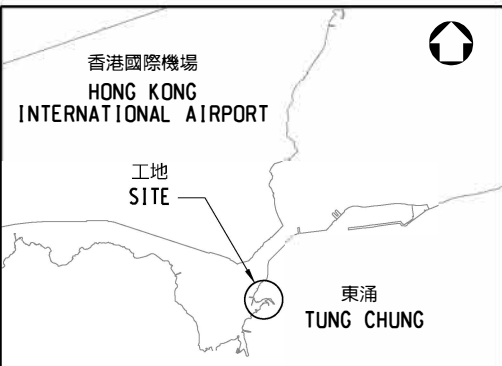 香港國際機場
HONG KONG
INTERNATIONAL AIRPORT
工地
SITE
東涌
TUNG CHUNG